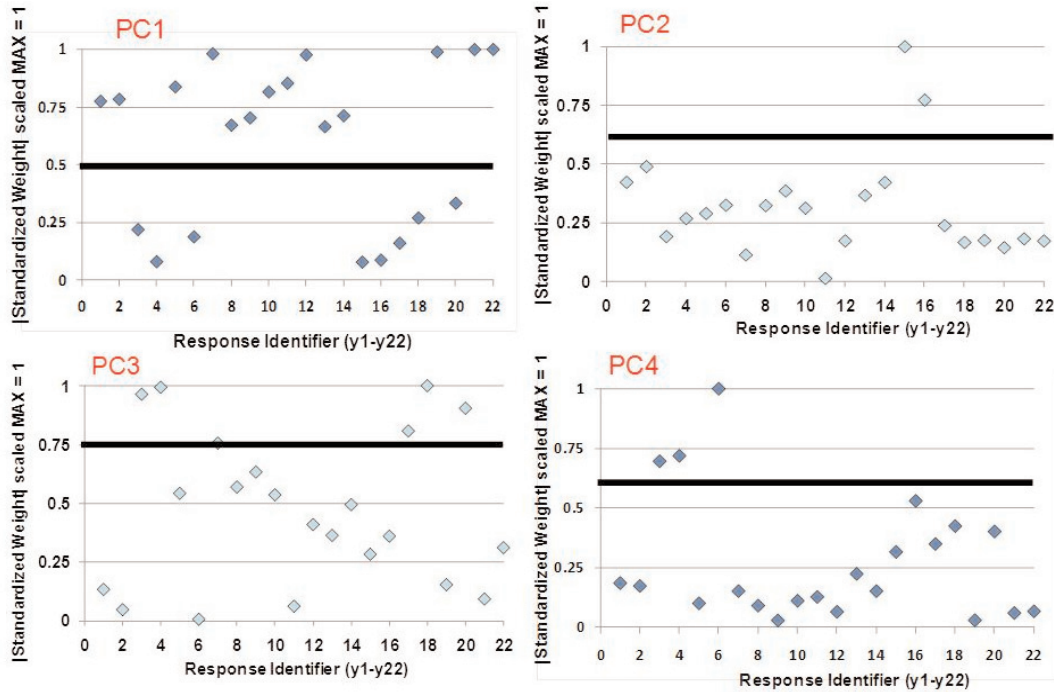 PC1
|Standardized Weight| scaled MAX = 1
1
0.75
0.5
0.25
0
0 2 4 6 8 10 12 14 16 18 20 22
Response Identifier (y1-y22)
PC2
|Standardized Weight| scaled MAX = 1
1
0.75
0.5
0.25
0
0 2 4 6 8 10 12 14 16 18 20 22
Response Identifier (y1-y22)
PC3
|Standardized Weight| scaled MAX = 1
1
0.75
0.5
0.25
0
0 2 4 6 8 10 12 14 16 18 20 22
Response Identifier (y1-y22)
PC4
|Standardized Weight| scaled MAX = 1
1
0.75
0.5
0.25
0
0 2 4 6 8 10 12 14 16 18 20 22
Response Identifier (y1-y22)